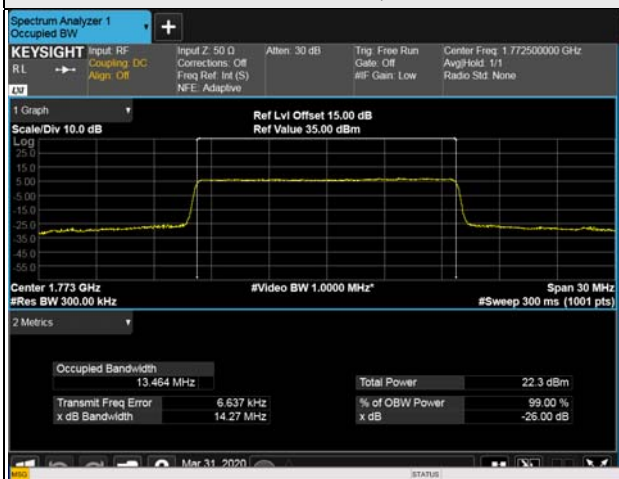 Spectrum Analyzer 1
Occupied BW
+
KEYSIGHT
RL
LXI
Input: RF
Coupling: DC
Align: Off
Input Z: 50 Ω
Corrections: Off
Freq Ref: Int (S)
NFE: Adaptive
Atten: 30 dB
Trig: Free Run
Gate: Off
#IF Gain: Low
Center Freq: 1.772500000 GHz
Avg|Hold: 1/1
Radio Std: None
1 Graph
Scale/Div 10.0 dB
Ref Lvl Offset 15.00 dB
Ref Value 35.00 dBm
Log
25.0
15.0
5.00
-5.00
-15.0
-25.0
-35.0
-45.0
-55.0
Center 1.773 GHz
#Res BW 300.00 kHz
#Video BW 1.0000 MHz*
Span 30 MHz
#Sweep 300 ms (1001 pts)
2 Metrics
Occupied Bandwidth
13.464 MHz
Transmit Freq Error 6.637 kHz
x dB Bandwidth 14.27 MHz
Total Power 22.3 dBm
% of OBW Power 99.00 %
x dB -26.00 dB
Mar 31, 2020
MSG
STATUS